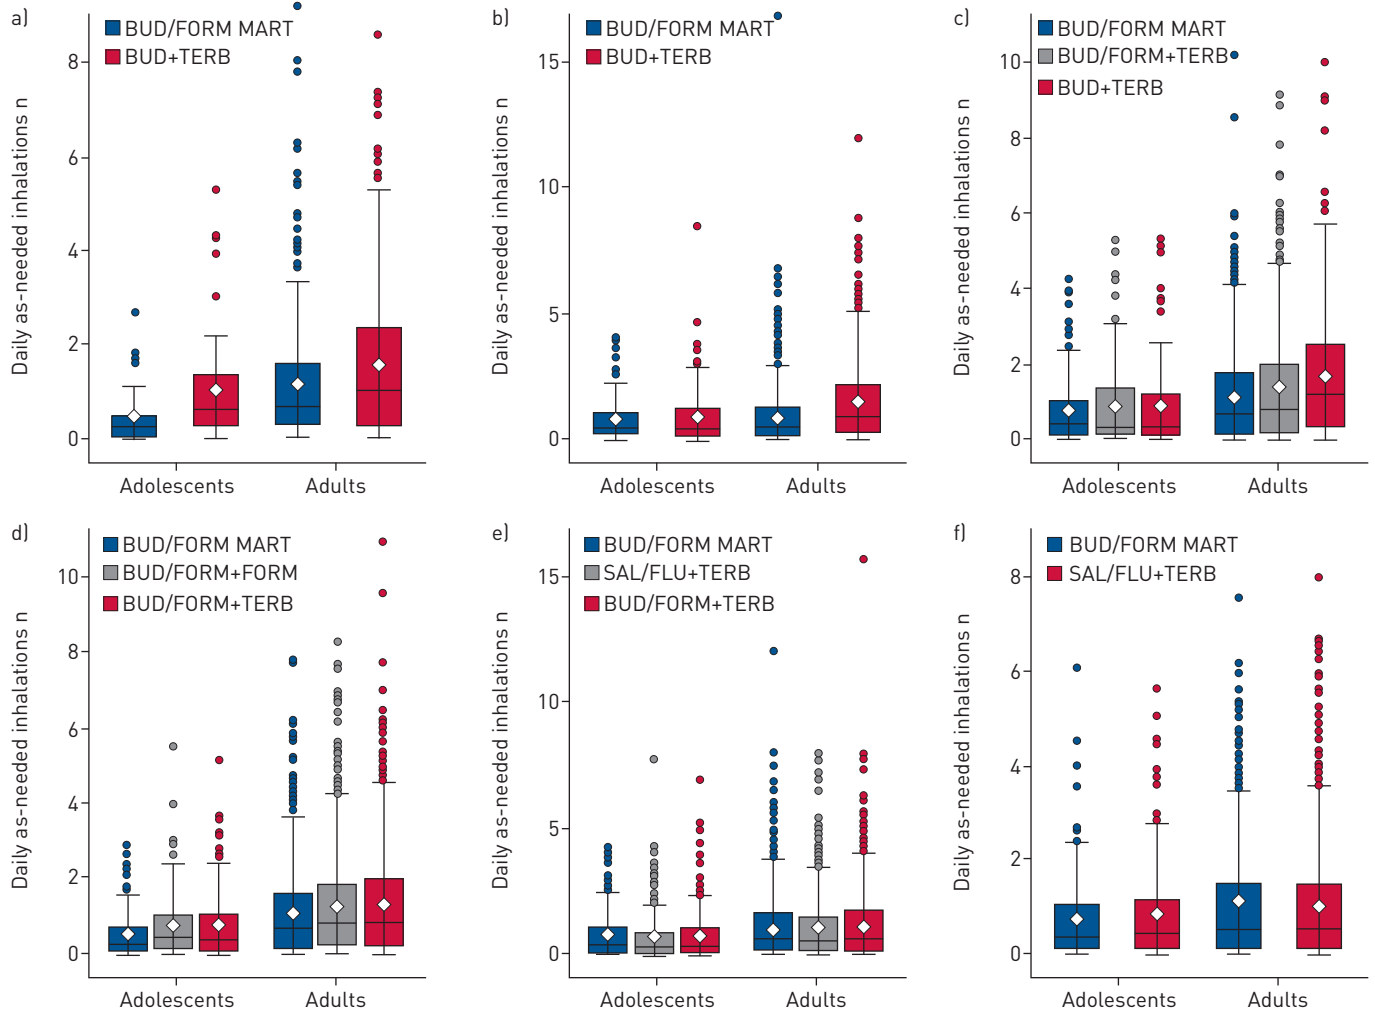 a)
BUD/FORM MART
BUD+TERB
Daily as-needed inhalations n
8
6
4
2
0
Adolescents
Adults
b)
BUD/FORM MART
BUD+TERB
Daily as-needed inhalations n
15
10
5
0
Adolescents
Adults
c)
BUD/FORM MART
BUD/FORM+TERB
BUD+TERB
Daily as-needed inhalations n
10
8
6
4
2
0
Adolescents
Adults
d)
BUD/FORM MART
BUD/FORM+FORM
BUD/FORM+TERB
Daily as-needed inhalations n
10
8
6
4
2
0
Adolescents
Adults
e)
BUD/FORM MART
SAL/FLU+TERB
BUD/FORM+TERB
Daily as-needed inhalations n
15
10
5
0
Adolescents
Adults
f)
BUD/FORM MART
SAL/FLU+TERB
Daily as-needed inhalations n
8
6
4
2
0
Adolescents
Adults